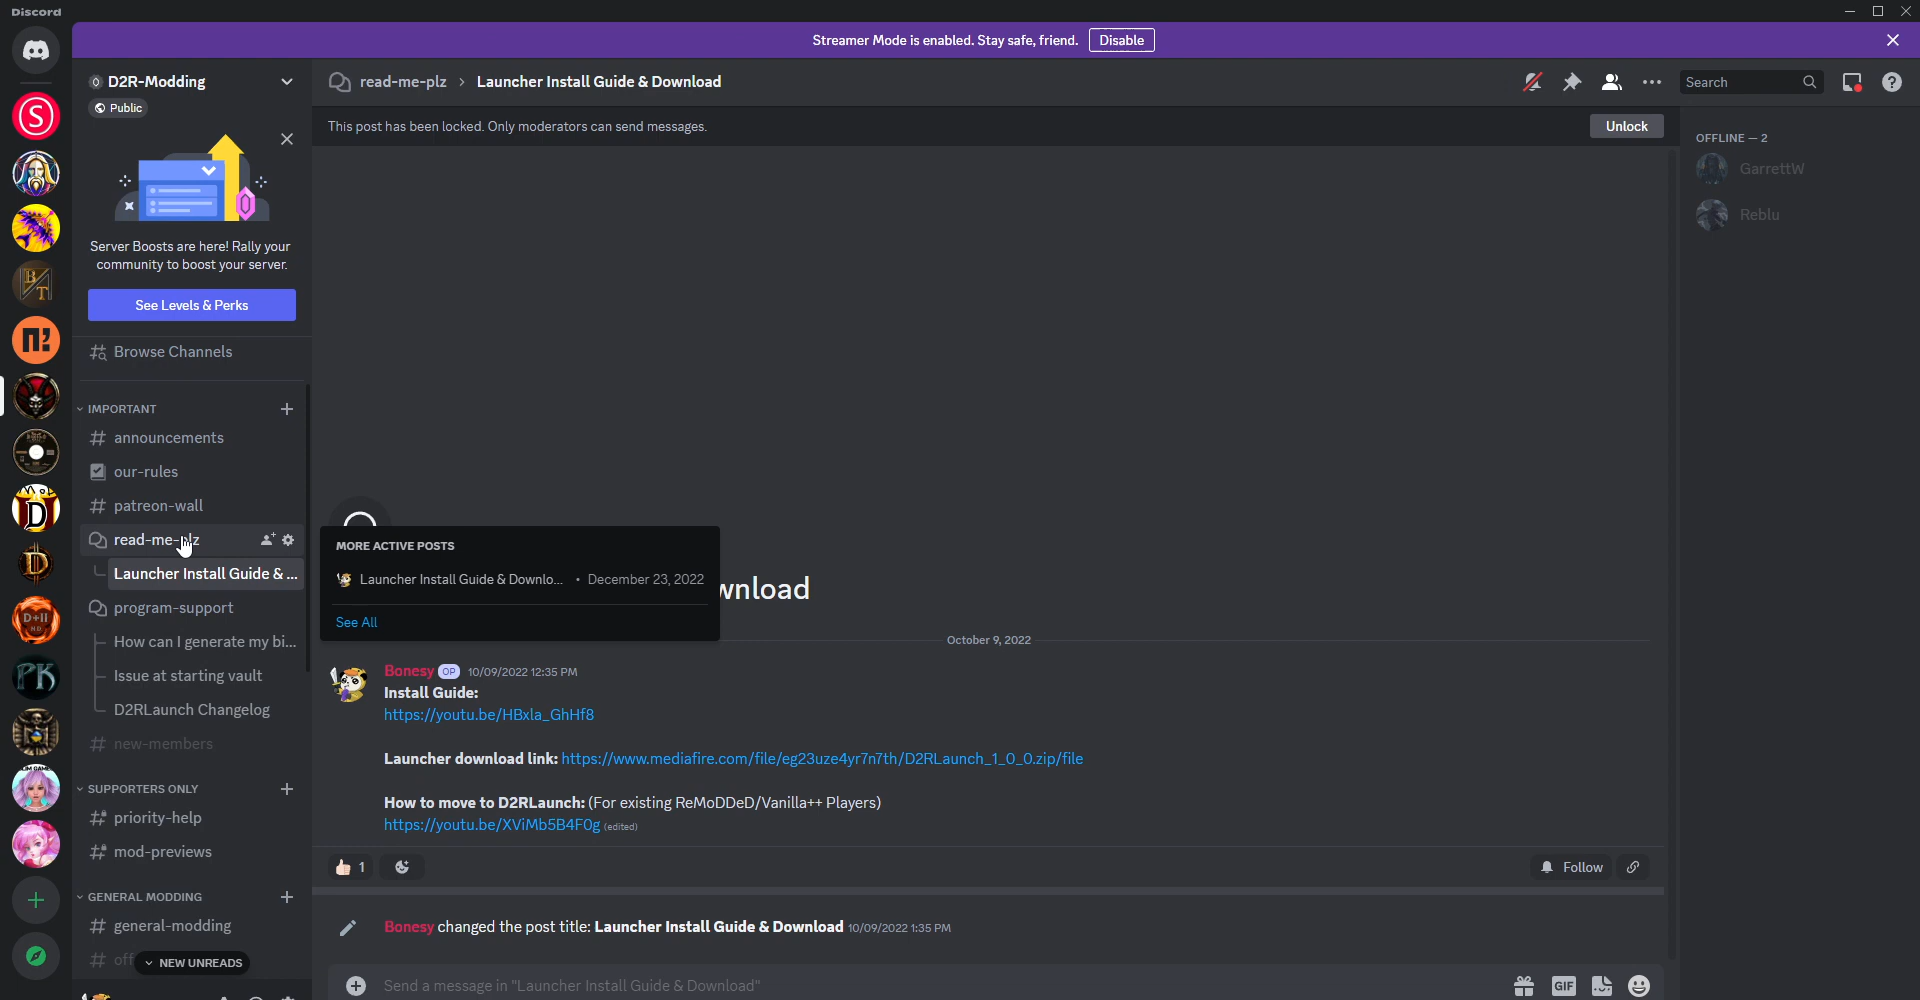 Discord
Streamer Mode is enabled. Stay safe, friend. Disable
D2R-Modding
Public
Server Boosts are here! Rally your
community to boost your server.
See Levels & Perks
Browse Channels
IMPORTANT
announcements
our-rules
patreon-wall
read-me-plz
Launcher Install Guide & ...
program-support
How can I generate my bi...
Issue at starting vault
D2RLaunch Changelog
new-members
SUPPORTERS ONLY
priority-help
mod-previews
GENERAL MODDING
general-modding
off
NEW UNREADS
read-me-plz > Launcher Install Guide & Download
Search
This post has been locked. Only moderators can send messages.
Unlock
MORE ACTIVE POSTS
Launcher Install Guide & Downlo... • December 23, 2022
See All
wnload
October 9, 2022
Bonesy OP 10/09/2022 12:35 PM
Install Guide:
https://youtu.be/HBxla_GhHf8
Launcher download link: https://www.mediafire.com/file/eg23uze4yr7n7th/D2RLaunch_1_0_0.zip/file
How to move to D2RLaunch: (For existing ReMoDDeD/Vanilla++ Players)
https://youtu.be/XViMb5B4F0g (edited)
1
Follow
Bonesy changed the post title: Launcher Install Guide & Download 10/09/2022 1:35 PM
Send a message in "Launcher Install Guide & Download"
GIF
OFFLINE — 2
GarrettW
Reblu